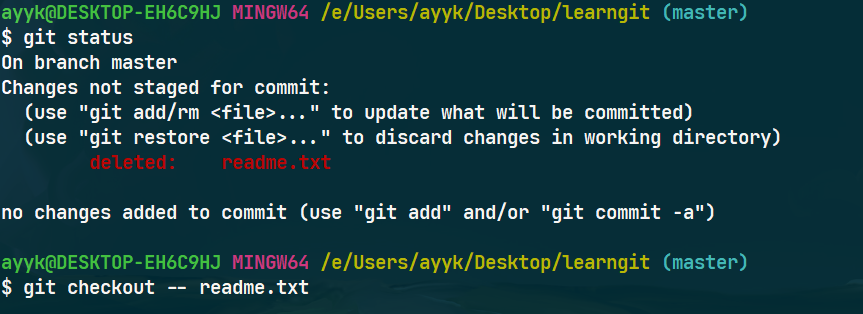 ayyk@DESKTOP-EH6C9HJ MINGW64 /e/Users/ayyk/Desktop/learngit (master)
$ git status
On branch master
Changes not staged for commit:
  (use "git add/rm <file>..." to update what will be committed)
  (use "git restore <file>..." to discard changes in working directory)
        deleted:    readme.txt

no changes added to commit (use "git add" and/or "git commit -a")

ayyk@DESKTOP-EH6C9HJ MINGW64 /e/Users/ayyk/Desktop/learngit (master)
$ git checkout -- readme.txt